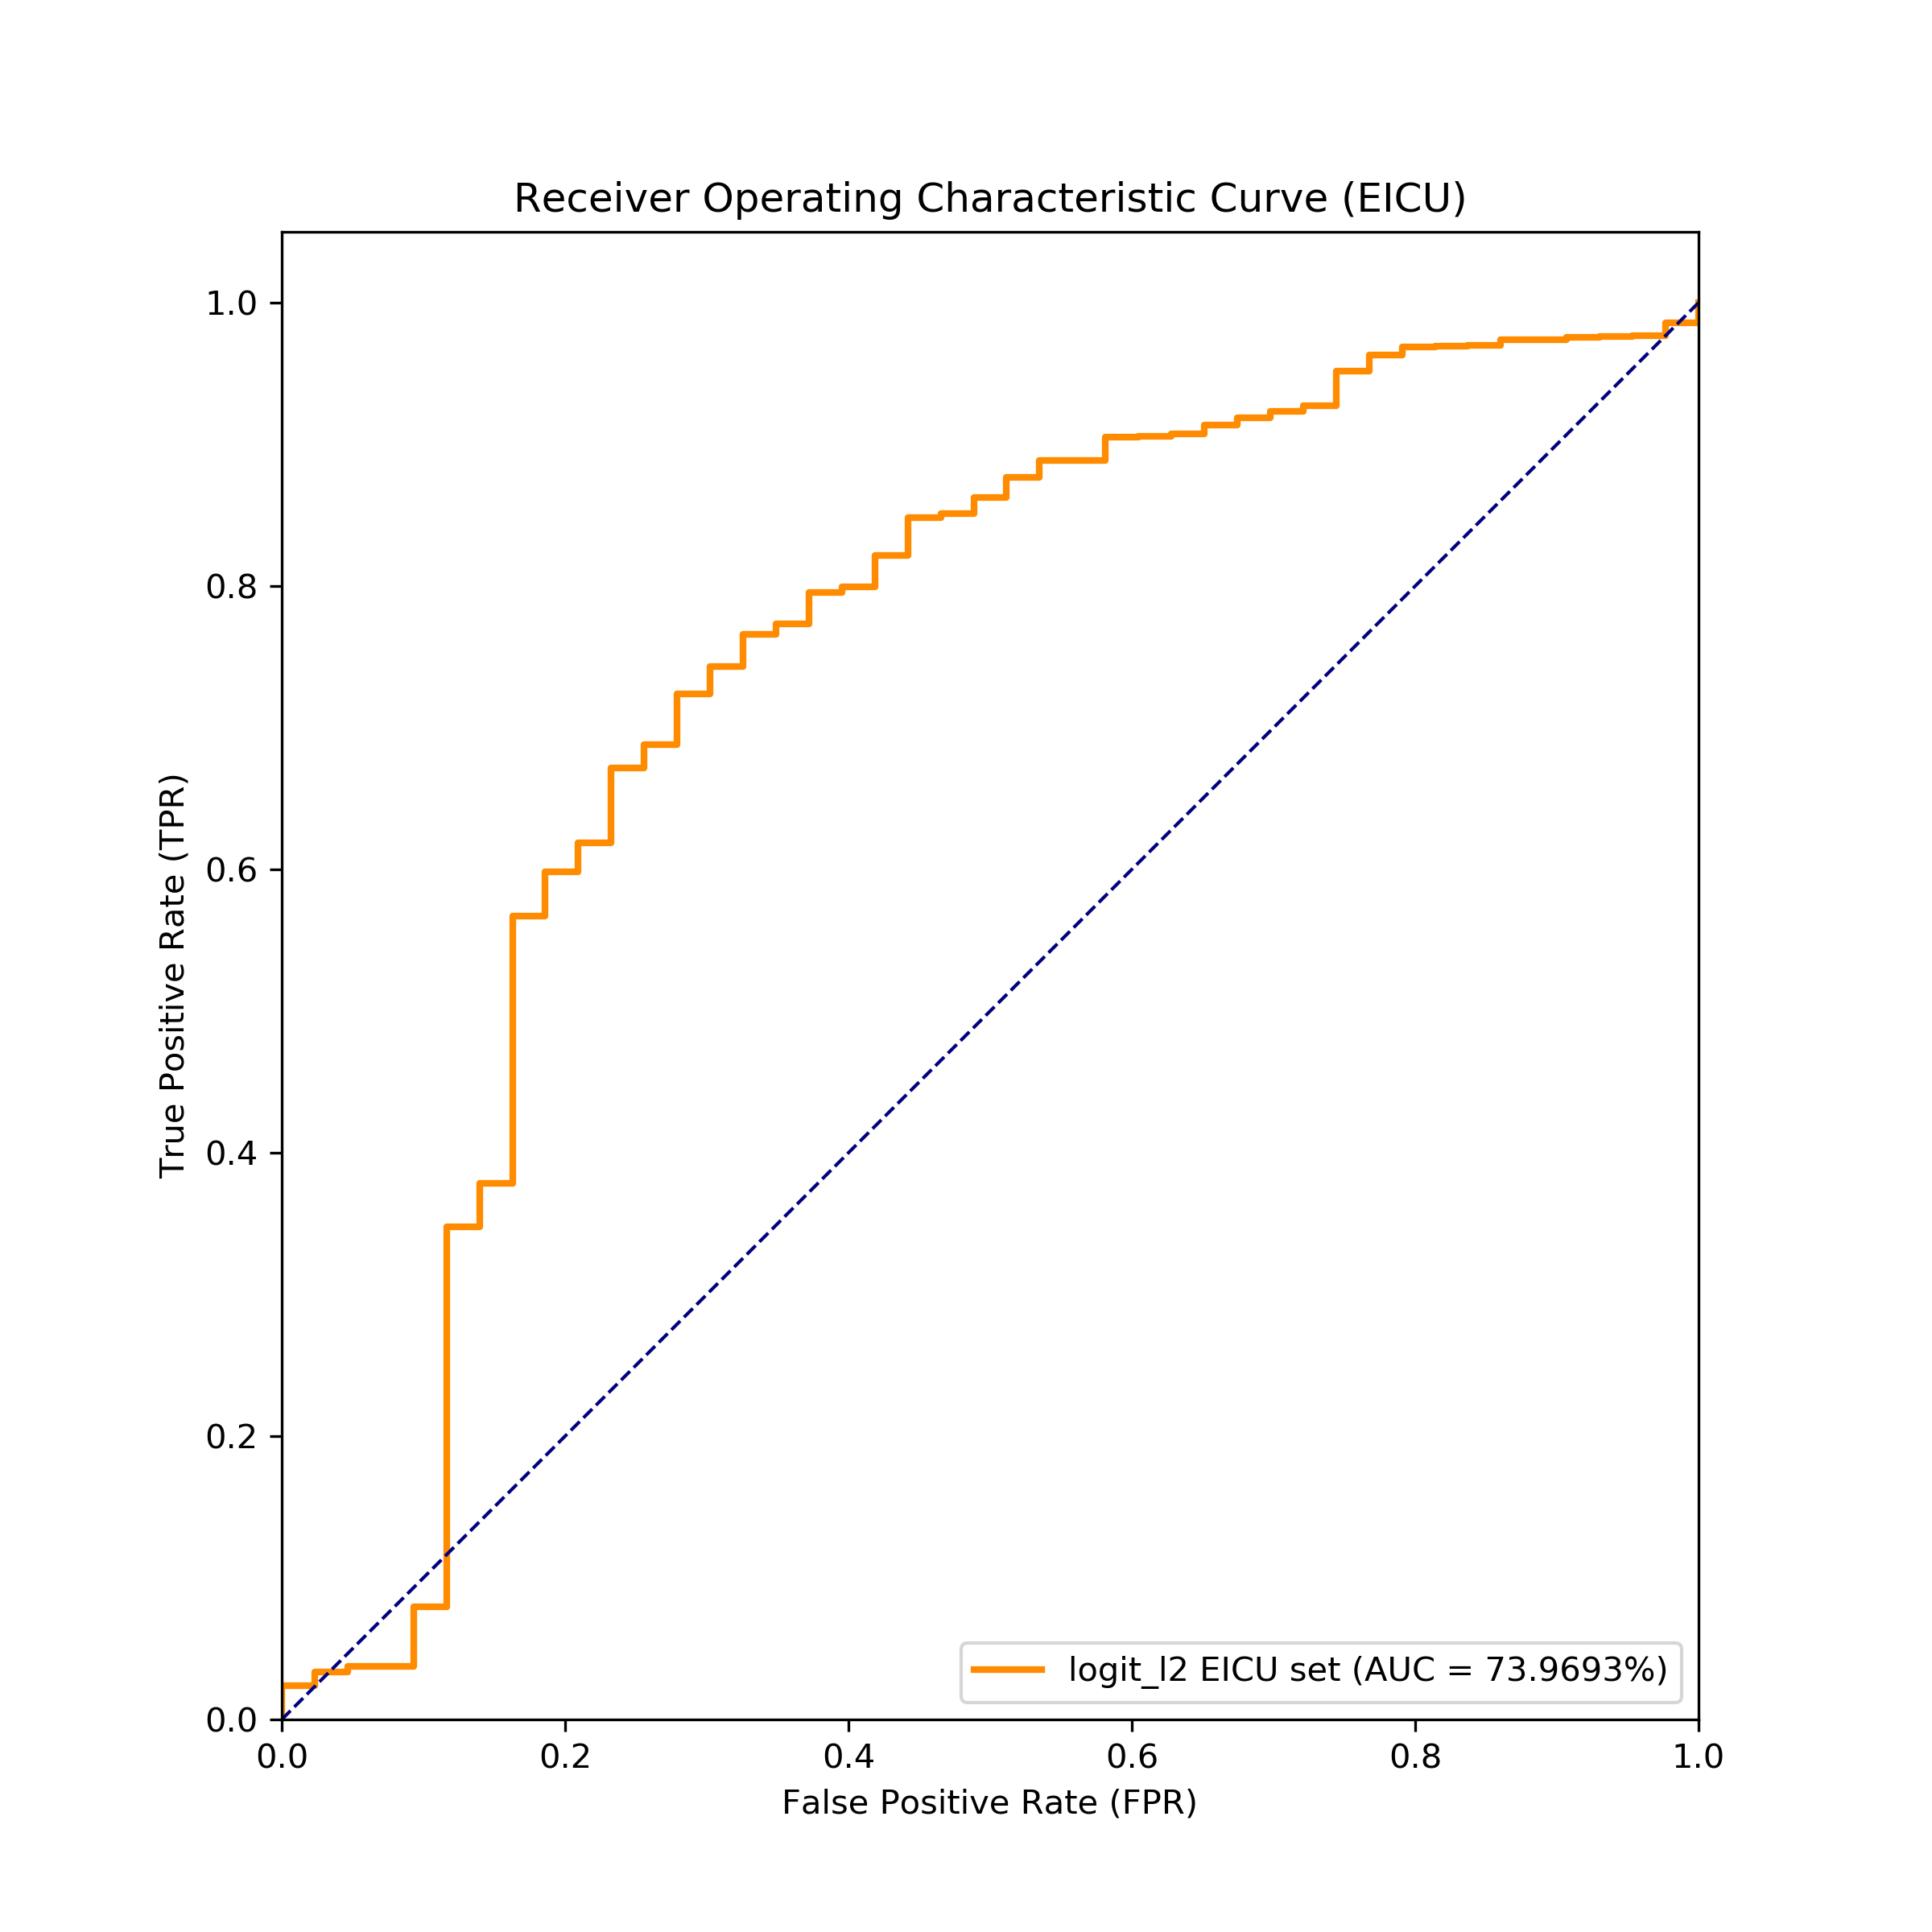 Receiver Operating Characteristic Curve (EICU)
True Positive Rate (TPR)
1.0
0.8
0.6
0.4
0.2
0.0
0.0 0.2 0.4 0.6 0.8 1.0
False Positive Rate (FPR)
logit_l2 EICU set (AUC = 73.9693%)